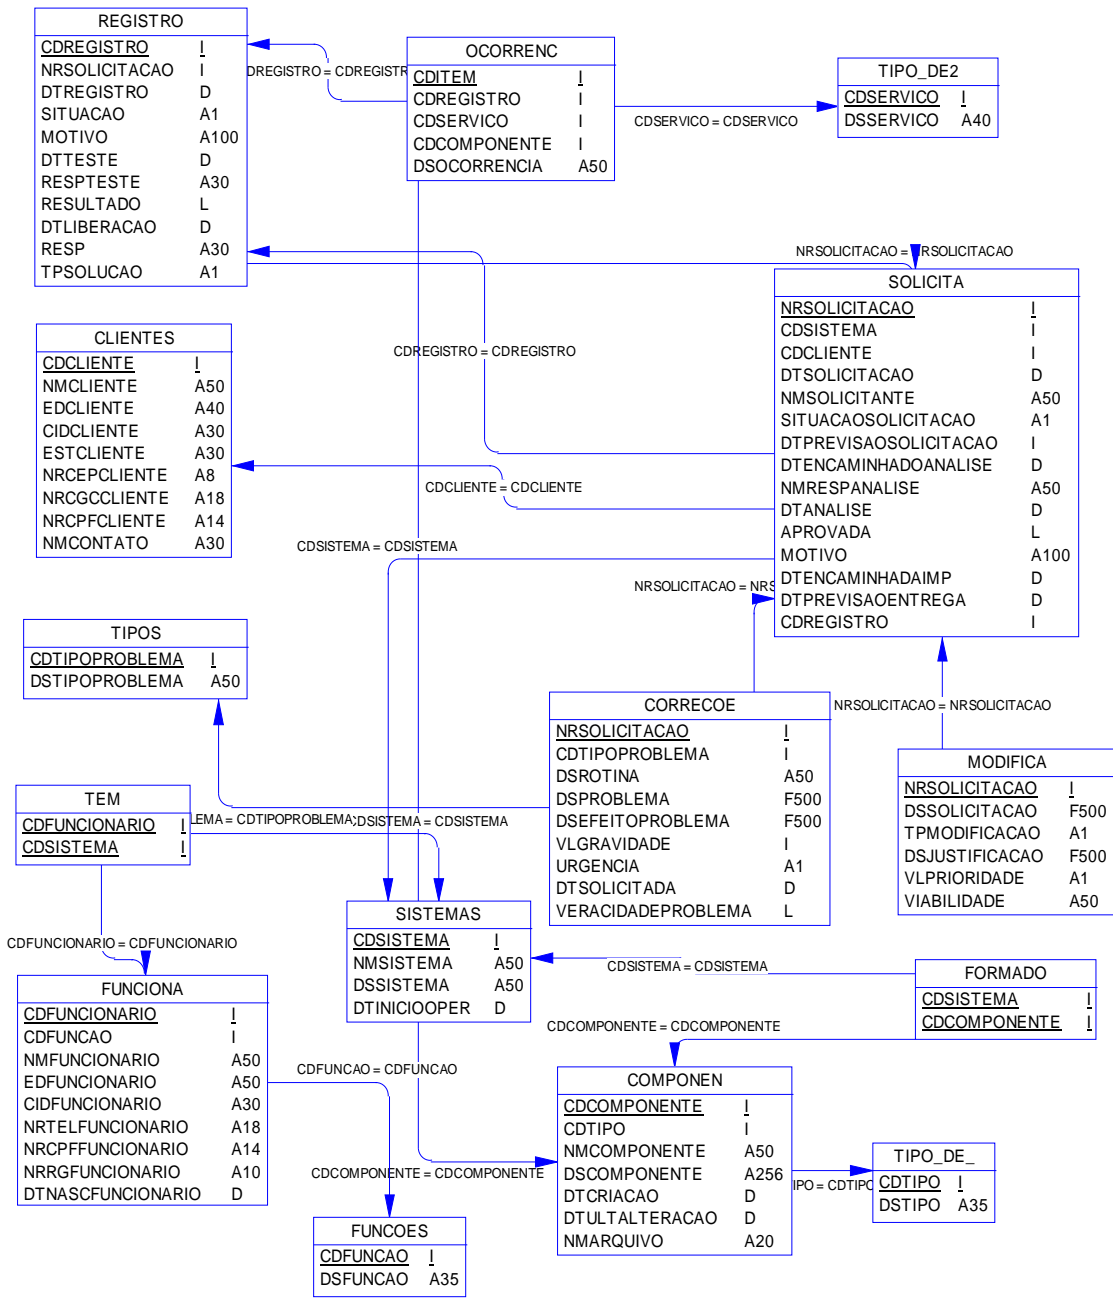 REGISTRO
CDREGISTRO I
NRSOLICITACAO I
DTREGISTRO D
SITUACAO A1
MOTIVO A100
DTTESTE D
RESPTESTE A30
RESULTADO L
DTLIBERACAO D
RESP A30
TPSOLUCAO A1
DREGISTRO = CDREGISTR
OCORRENC
CDITEM I
CDREGISTRO I
CDSERVICO I
CDCOMPONENTE I
DSOCORRENCIA A50
CDSERVICO = CDSERVICO
TIPO_DE2
CDSERVICO I
DSSERVICO A40
NRSOLICITACAO = NRSOLICITACAO
CDREGISTRO = CDREGISTRO
SOLICITA
NRSOLICITACAO I
CDSISTEMA I
CDCLIENTE I
DTSOLICITACAO D
NMSOLICITANTE A50
SITUACAOSOLICITACAO A1
DTPREVISAOSOLICITACAO I
DTENCAMINHADOANALISE D
NMRESPANALISE A50
DTANALISE D
APROVADA L
MOTIVO A100
DTENCAMINHADAIMP D
DTPREVISAOENTREGA D
CDREGISTRO I
CLIENTES
CDCLIENTE I
NMCLIENTE A50
EDCLIENTE A40
CIDCLIENTE A30
ESTCLIENTE A30
NRCEPCLIENTE A8
NRCGCCLIENTE A18
NRCPFCLIENTE A14
NMCONTATO A30
CDCLIENTE = CDCLIENTE
CDSISTEMA = CDSISTEMA
NRSOLICITACAO = NRS
TIPOS
CDTIPOPROBLEMA I
DSTIPOPROBLEMA A50
CORRECOE
NRSOLICITACAO I
CDTIPOPROBLEMA I
DSROTINA A50
DSPROBLEMA F500
DSEFEITOPROBLEMA F500
VLGRAVIDADE I
URGENCIA A1
DTSOLICITADA D
VERACIDADEPROBLEMA L
NRSOLICITACAO = NRSOLICITACAO
MODIFICA
NRSOLICITACAO I
DSSOLICITACAO F500
TPMODIFICACAO A1
DSJUSTIFICACAO F500
VLPRIORIDADE A1
VIABILIDADE A50
TEM
CDFUNCIONARIO I
CDSISTEMA I
LEMA = CDTIPOPROBLEMA
DSISTEMA = CDSISTEMA
SISTEMAS
CDSISTEMA I
NMSISTEMA A50
DSSISTEMA A50
DTINICIOOPER D
CDFUNCIONARIO = CDFUNCIONARIO
CDSISTEMA = CDSISTEMA
FORMADO
CDSISTEMA I
CDCOMPONENTE I
FUNCIONA
CDFUNCIONARIO I
CDFUNCAO I
NMFUNCIONARIO A50
EDFUNCIONARIO A50
CIDFUNCIONARIO A30
NRTELFUNCIONARIO A18
NRCPFFUNCIONARIO A14
NRRGFUNCIONARIO A10
DTNASCFUNCIONARIO D
CDFUNCAO = CDFUNCAO
CDCOMPONENTE = CDCOMPONENTE
COMPONEN
CDCOMPONENTE I
CDTIPO I
NMCOMPONENTE A50
DSCOMPONENTE A256
DTCRIACAO D
DTULTALTERACAO D
NMARQUIVO A20
CDCOMPONENTE = CDCOMPONENTE
IPO = CDTIPO
TIPO_DE_
CDTIPO I
DSTIPO A35
FUNCOES
CDFUNCAO I
DSFUNCAO A35